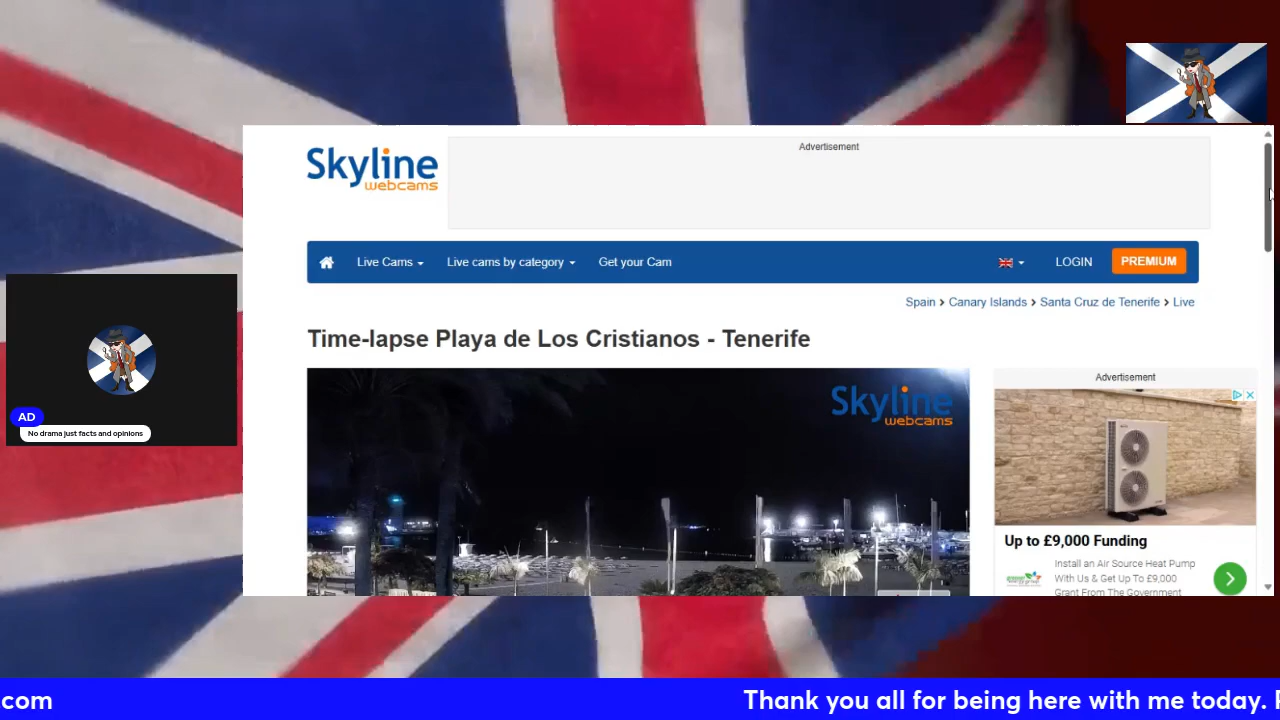 Skyline
webcams
Advertisement
Live Cams
Live cams by category
Get your Cam
LOGIN
PREMIUM
Spain > Canary Islands > Santa Cruz de Tenerife > Live
Time-lapse Playa de Los Cristianos - Tenerife
Skyline
webcams
Advertisement
Up to £9,000 Funding
Install an Air Source Heat Pump
With Us & Get Up To £9,000
Grant From The Government
AD
No drama just facts and opinions
.com
Thank you all for being here with me today.